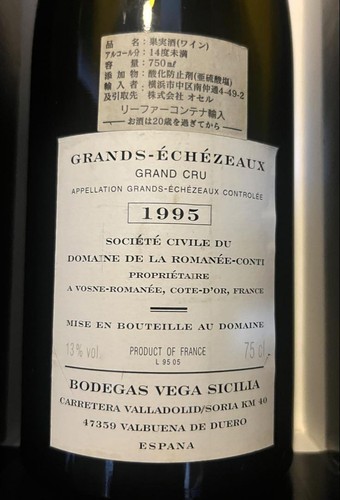 品　　名：果実酒(ワイン)
アルコール分：14度未満
容　　量：750㎖
添 加 物：酸化防止剤(亜硫酸塩)
輸 入 者：横浜市中区南仲通4-49-2
及引取先　株式会社 オセル
リーファーコンテナ輸入
お酒は20歳を過ぎてから
GRANDS-ÉCHÉZEAUX
GRAND CRU
APPELLATION GRANDS-ÉCHÉZEAUX CONTROLÉE
1995
SOCIÉTÉ CIVILE DU
DOMAINE DE LA ROMANÉE-CONTI
PROPRIÉTAIRE
A VOSNE-ROMANÉE, COTE-D'OR, FRANCE
MISE EN BOUTEILLE AU DOMAINE
13% vol. PRODUCT OF FRANCE 75 cl
L 95 05
BODEGAS VEGA SICILIA
CARRETERA VALLADOLID/SORIA KM 40
47359 VALBUENA DE DUERO
ESPANA